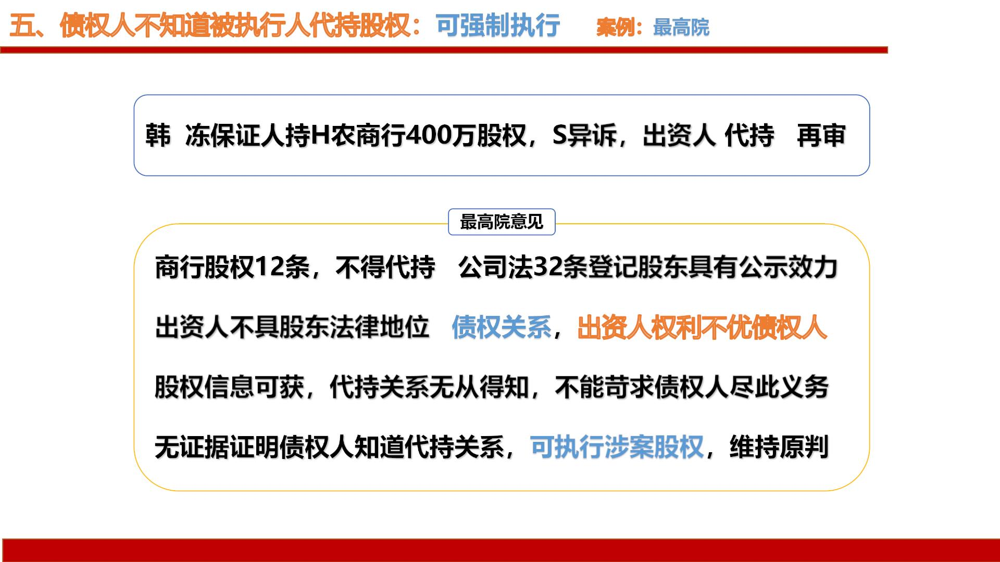 五、债权人不知道被执行人代持股权：可强制执行 案例：最高院
韩 冻保证人持H农商行400万股权，S异诉，出资人 代持 再审
最高院意见
商行股权12条，不得代持 公司法32条登记股东具有公示效力
出资人不具股东法律地位 债权关系，出资人权利不优债权人
股权信息可获，代持关系无从得知，不能苛求债权人尽此义务
无证据证明债权人知道代持关系，可执行涉案股权，维持原判